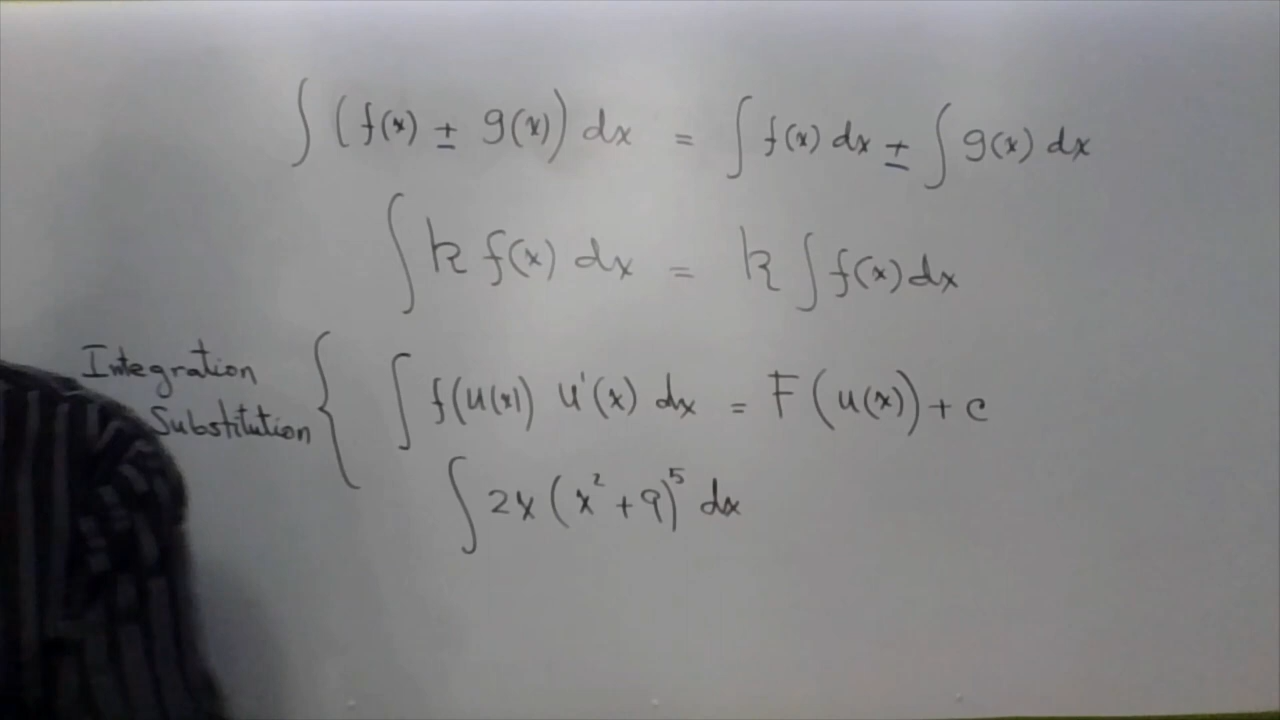 ∫ (f(x) ± g(x)) dx = ∫ f(x) dx ± ∫ g(x) dx
∫ k f(x) dx = k ∫ f(x) dx
Integration Substitution { ∫ f(u(x)) u'(x) dx = F(u(x)) + c
∫ 2x (x² + 9)⁵ dx